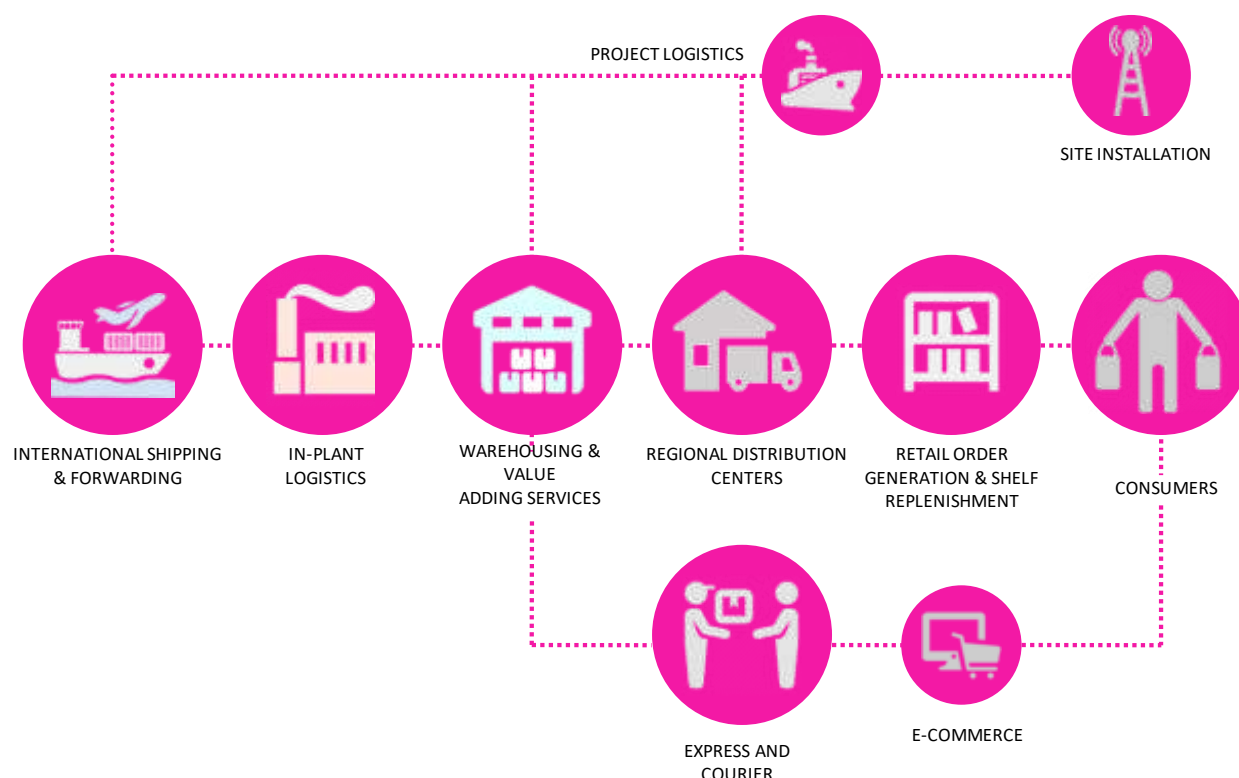 PROJECT LOGISTICS
SITE INSTALLATION
INTERNATIONAL SHIPPING
& FORWARDING
IN-PLANT
LOGISTICS
WAREHOUSING &
VALUE
ADDING SERVICES
REGIONAL DISTRIBUTION
CENTERS
RETAIL ORDER
GENERATION & SHELF
REPLENISHMENT
CONSUMERS
EXPRESS AND
COURIER
E-COMMERCE